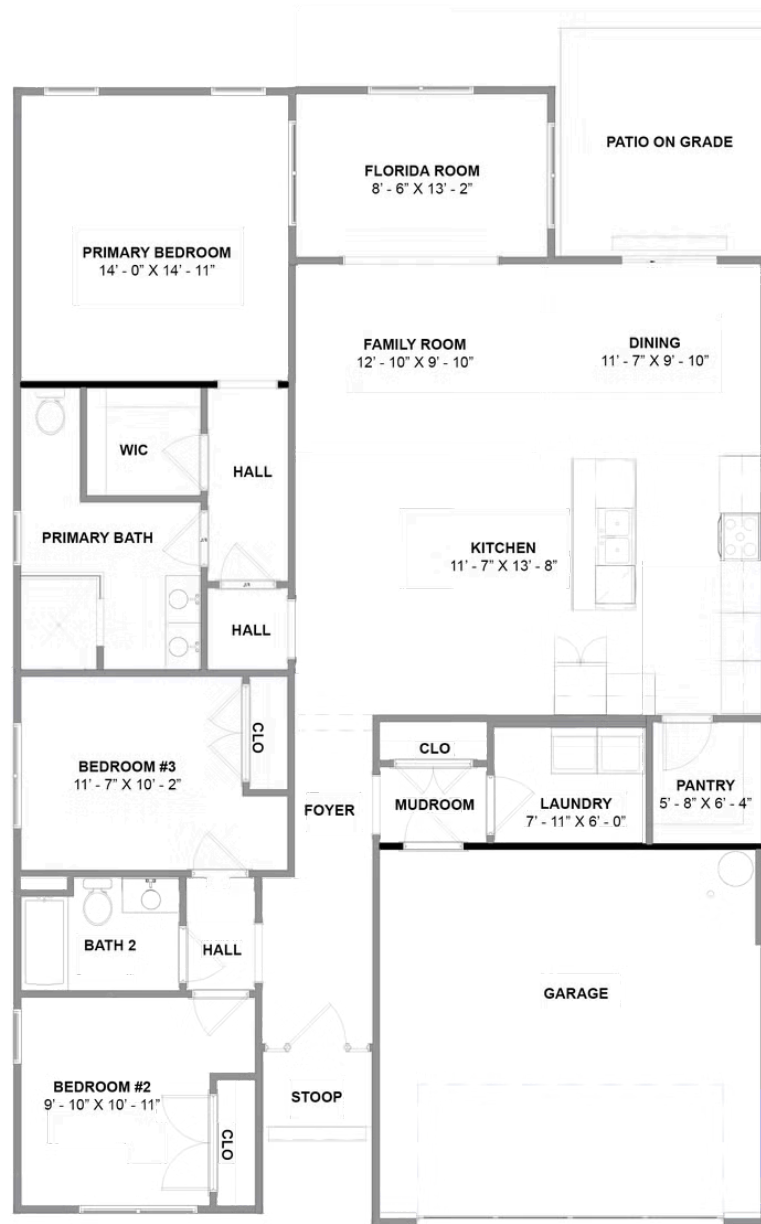 PATIO ON GRADE
FLORIDA ROOM
8' - 6" X 13' - 2"
PRIMARY BEDROOM
14' - 0" X 14' - 11"
FAMILY ROOM
12' - 10" X 9' - 10"
DINING
11' - 7" X 9' - 10"
WIC
HALL
PRIMARY BATH
KITCHEN
11' - 7" X 13' - 8"
HALL
CLO
CLO
BEDROOM #3
11' - 7" X 10' - 2"
FOYER
MUDROOM
LAUNDRY
7' - 11" X 6' - 0"
PANTRY
5' - 8" X 6' - 4"
BATH 2
HALL
GARAGE
BEDROOM #2
9' - 10" X 10' - 11"
STOOP
CLO